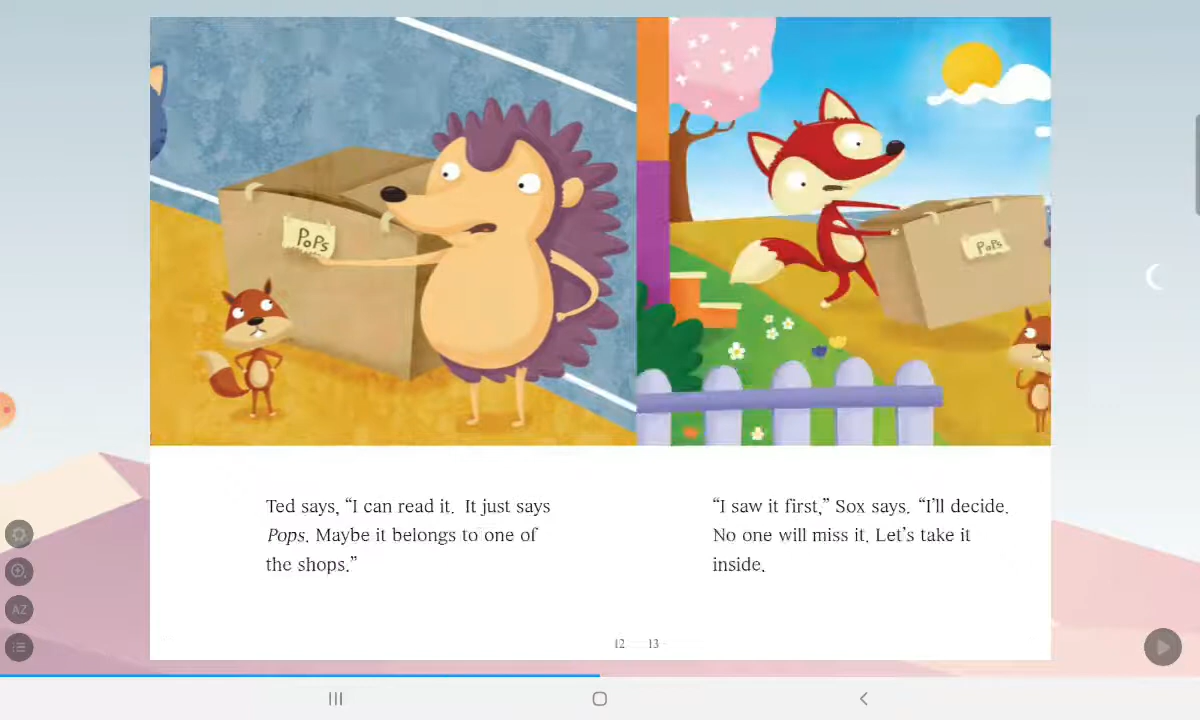 PoPs
PoPs
Ted says, “I can read it.  It just says
Pops. Maybe it belongs to one of
the shops.”
“I saw it first,” Sox says. “I’ll decide.
No one will miss it. Let’s take it
inside.
12
13
AZ